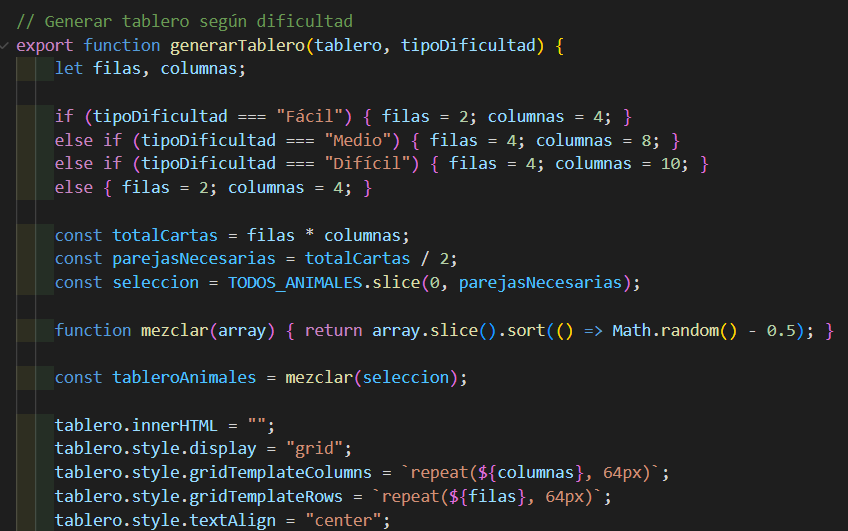 // Generar tablero según dificultad
export function generarTablero(tablero, tipoDificultad) {
let filas, columnas;
if (tipoDificultad === "Fácil") { filas = 2; columnas = 4; }
else if (tipoDificultad === "Medio") { filas = 4; columnas = 8; }
else if (tipoDificultad === "Difícil") { filas = 4; columnas = 10; }
else { filas = 2; columnas = 4; }
const totalCartas = filas * columnas;
const parejasNecesarias = totalCartas / 2;
const seleccion = TODOS_ANIMALES.slice(0, parejasNecesarias);
function mezclar(array) { return array.slice().sort(() => Math.random() - 0.5); }
const tableroAnimales = mezclar(seleccion);
tablero.innerHTML = "";
tablero.style.display = "grid";
tablero.style.gridTemplateColumns = `repeat(${columnas}, 64px)`;
tablero.style.gridTemplateRows = `repeat(${filas}, 64px)`;
tablero.style.textAlign = "center";